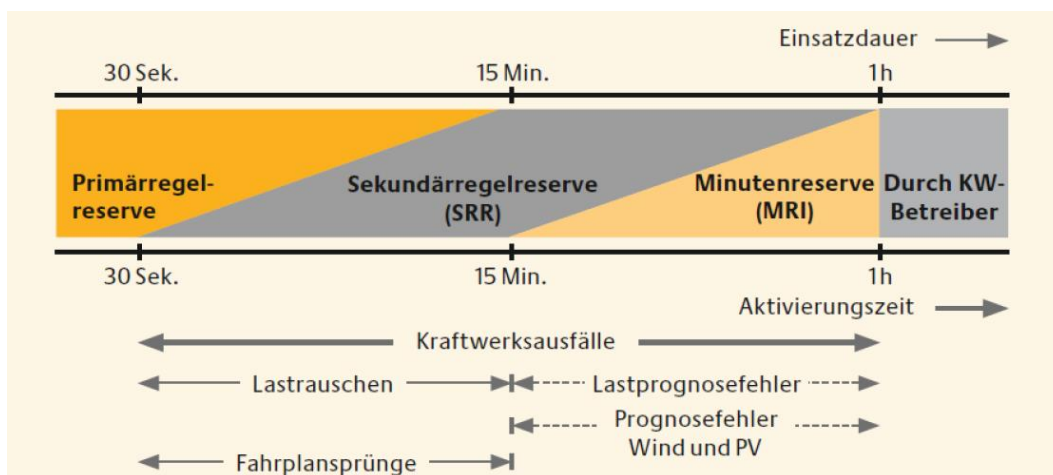 Einsatzdauer
30 Sek. 15 Min. 1h
Primärregel-
reserve
Sekundärregelreserve
(SRR)
Minutenreserve
(MRI)
Durch KW-
Betreiber
30 Sek. 15 Min. 1h
Aktivierungszeit
Kraftwerksausfälle
Lastrauschen Lastprognosefehler
Prognosefehler
Wind und PV
Fahrplansprünge